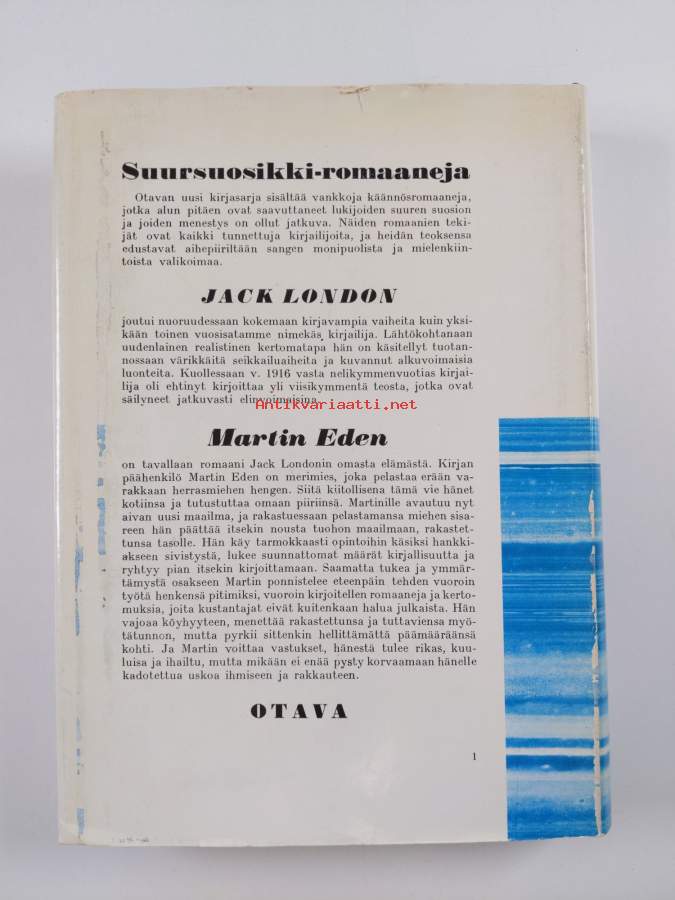 Suursuosikki-romaaneja
Otavan uusi kirjasarja sisältää vankkoja käännösromaaneja,
jotka alun pitäen ovat saavuttaneet lukijoiden suuren suosion
ja joiden menestys on ollut jatkuva. Näiden romaanien teki-
jät ovat kaikki tunnettuja kirjailijoita, ja heidän teoksensa
edustavat aihepiiriltään sangen monipuolista ja mielenkiin-
toista valikoimaa.
JACK LONDON
joutui nuoruudessaan kokemaan kirjavampia vaiheita kuin yksi-
kään toinen vuosisatamme nimekäs kirjailija. Lähtökohtanaan
uudenlainen realistinen kertomatapa hän on käsitellyt tuotan-
nossaan värikkäitä seikkailuaiheita ja kuvannut alkuvoimaisia
luonteita. Kuollessaan v. 1916 vasta nelikymmenvuotias kirjai-
lija oli ehtinyt kirjoittaa yli viisikymmentä teosta, jotka ovat
säilyneet jatkuvasti elinvoimaisina.
Antikvariaatti.net
Martin Eden
on tavallaan romaani Jack Londonin omasta elämästä. Kirjan
päähenkilö Martin Eden on merimies, joka pelastaa erään va-
rakkaan herrasmiehen hengen. Siitä kiitollisena tämä vie hänet
kotiinsa ja tutustuttaa omaan piiriinsä. Martinille avautuu nyt
aivan uusi maailma, ja rakastuessaan pelastamansa miehen sisa-
reen hän päättää itsekin nousta tuohon maailmaan, rakastet-
tunsa tasolle. Hän käy tarmokkaasti opintoihin käsiksi hankki-
akseen sivistystä, lukee suunnattomat määrät kirjallisuutta ja
ryhtyy pian itsekin kirjoittamaan. Saamatta tukea ja ymmär-
tämystä osakseen Martin ponnistelee eteenpäin tehden vuoroin
työtä henkensä pitimiksi, vuoroin kirjoitellen romaaneja ja kerto-
muksia, joita kustantajat eivät kuitenkaan halua julkaista. Hän
vajoaa köyhyyteen, menettää rakastettunsa ja tuttaviensa myö-
tätunnon, mutta pyrkii sittenkin hellittämättä päämääräänsä
kohti. Ja Martin voittaa vastukset, hänestä tulee rikas, kuu-
luisa ja ihailtu, mutta mikään ei enää pysty korvaamaan hänelle
kadotettua uskoa ihmiseen ja rakkauteen.
OTAVA
1